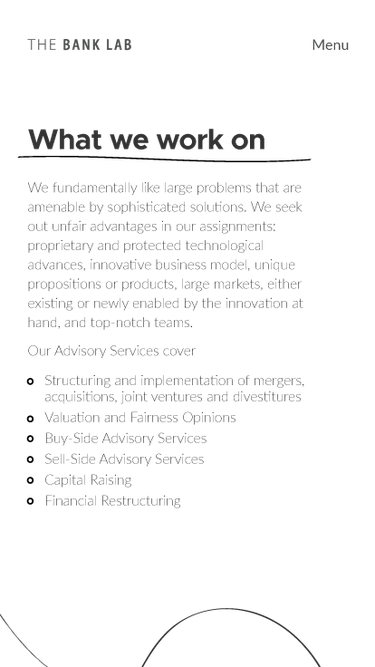 THE BANK LAB
Menu
What we work on
We fundamentally like large problems that are
amenable by sophisticated solutions. We seek
out unfair advantages in our assignments:
proprietary and protected technological
advances, innovative business model, unique
propositions or products, large markets, either
existing or newly enabled by the innovation at
hand, and top-notch teams.
Our Advisory Services cover
Structuring and implementation of mergers,
acquisitions, joint ventures and divestitures
Valuation and Fairness Opinions
Buy-Side Advisory Services
Sell-Side Advisory Services
Capital Raising
Financial Restructuring